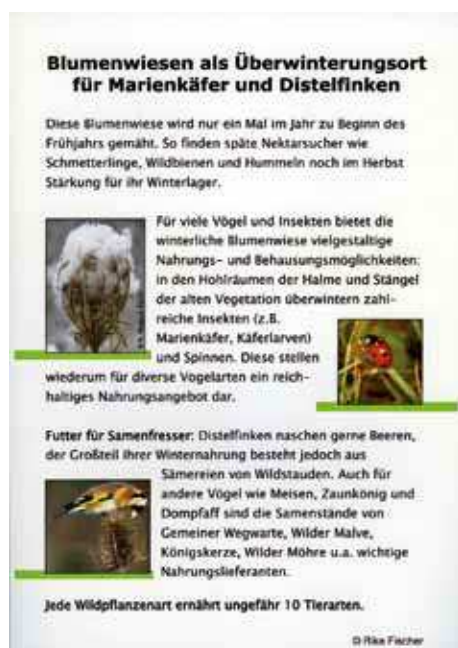 Blumenwiesen als Überwinterungsort
für Marienkäfer und Distelfinken
Diese Blumenwiese wird nur ein Mal im Jahr zu Beginn des
Frühjahrs gemäht. So finden späte Nektarsucher wie
Schmetterlinge, Wildbienen und Hummeln noch im Herbst
Stärkung für ihr Winterlager.
Für viele Vögel und Insekten bietet die
winterliche Blumenwiese vielgestaltige
Nahrungs- und Behausungsmöglichkeiten:
in den Hohlräumen der Halme und Stängel
der alten Vegetation überwintern zahl-
reiche Insekten (z.B.
Marienkäfer, Käferlarven)
und Spinnen. Diese stellen
wiederum für diverse Vogelarten ein reich-
haltiges Nahrungsangebot dar.
Futter für Samenfresser: Distelfinken naschen gerne Beeren,
der Großteil ihrer Winternahrung besteht jedoch aus
Sämereien von Wildstauden. Auch für
andere Vögel wie Meisen, Zaunkönig und
Dompfaff sind die Samenstände von
Gemeiner Wegwarte, Wilder Malve,
Königskerze, Wilder Möhre u.a. wichtige
Nahrungslieferanten.
Jede Wildpflanzenart ernährt ungefähr 10 Tierarten.
© Rike Fischer